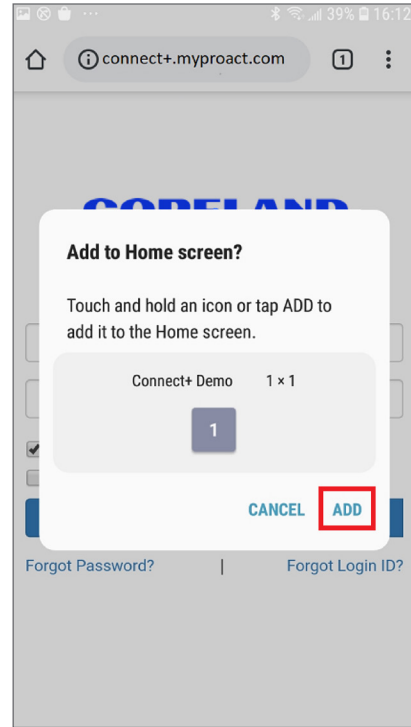 39% 16:12
connect+.myproact.com 1
COPELAND
Add to Home screen?
Touch and hold an icon or tap ADD to
add it to the Home screen.
Connect+ Demo 1 × 1
1
CANCEL ADD
Forgot Password? | Forgot Login ID?